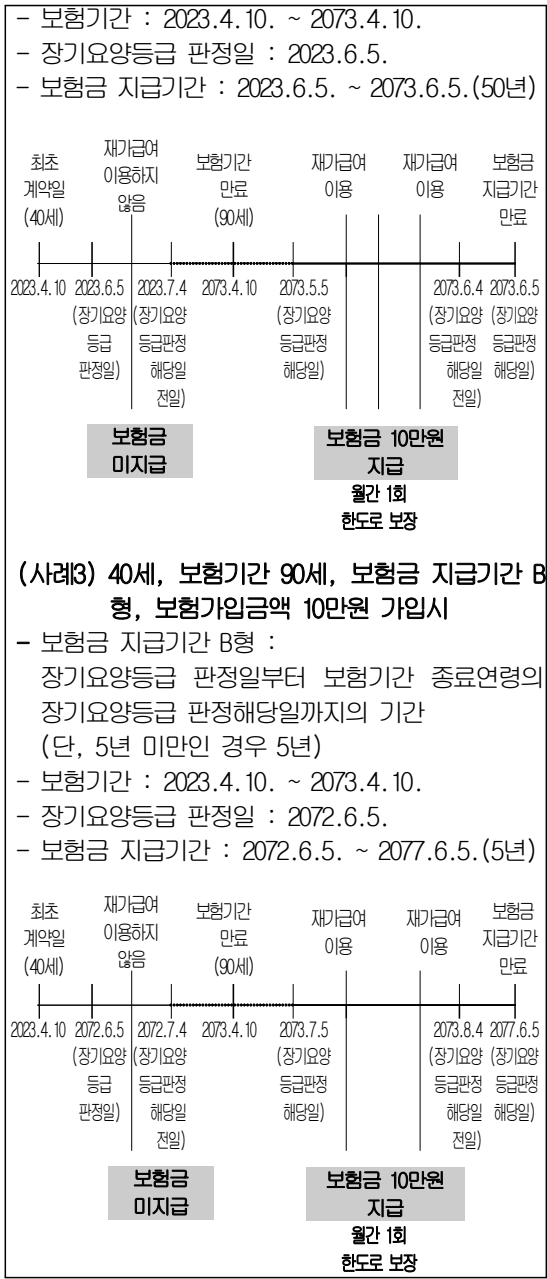 - 보험기간 : 2023.4.10. ~ 2073.4.10.
- 장기요양등급 판정일 : 2023.6.5.
- 보험금 지급기간 : 2023.6.5. ~ 2073.6.5.(50년)
최초
계약일
(40세)
재가급여
이용하지
않음
보험기간
만료
(90세)
재가급여
이용
재가급여
이용
보험금
지급기간
만료
2023.4.10 2023.6.5 2023.7.4 2073.4.10 2073.5.5 2073.6.4 2073.6.5
(장기요양
등급
판정일)
(장기요양
등급판정
해당일
전일)
(장기요양
등급판정
해당일)
(장기요양
등급판정
해당일
전일)
(장기요양
등급판정
해당일)
보험금
미지급
보험금 10만원
지급
월간 1회
한도로 보장
(사례3) 40세, 보험기간 90세, 보험금 지급기간 B
형, 보험가입금액 10만원 가입시
- 보험금 지급기간 B형 :
장기요양등급 판정일부터 보험기간 종료연령의
장기요양등급 판정해당일까지의 기간
(단, 5년 미만인 경우 5년)
- 보험기간 : 2023.4.10. ~ 2073.4.10.
- 장기요양등급 판정일 : 2072.6.5.
- 보험금 지급기간 : 2072.6.5. ~ 2077.6.5.(5년)
최초
계약일
(40세)
재가급여
이용하지
않음
보험기간
만료
(90세)
재가급여
이용
재가급여
이용
보험금
지급기간
만료
2023.4.10 2072.6.5 2072.7.4 2073.4.10 2073.7.5 2073.8.4 2077.6.5
(장기요양
등급
판정일)
(장기요양
등급판정
해당일
전일)
(장기요양
등급판정
해당일)
(장기요양
등급판정
해당일
전일)
(장기요양
등급판정
해당일)
보험금
미지급
보험금 10만원
지급
월간 1회
한도로 보장